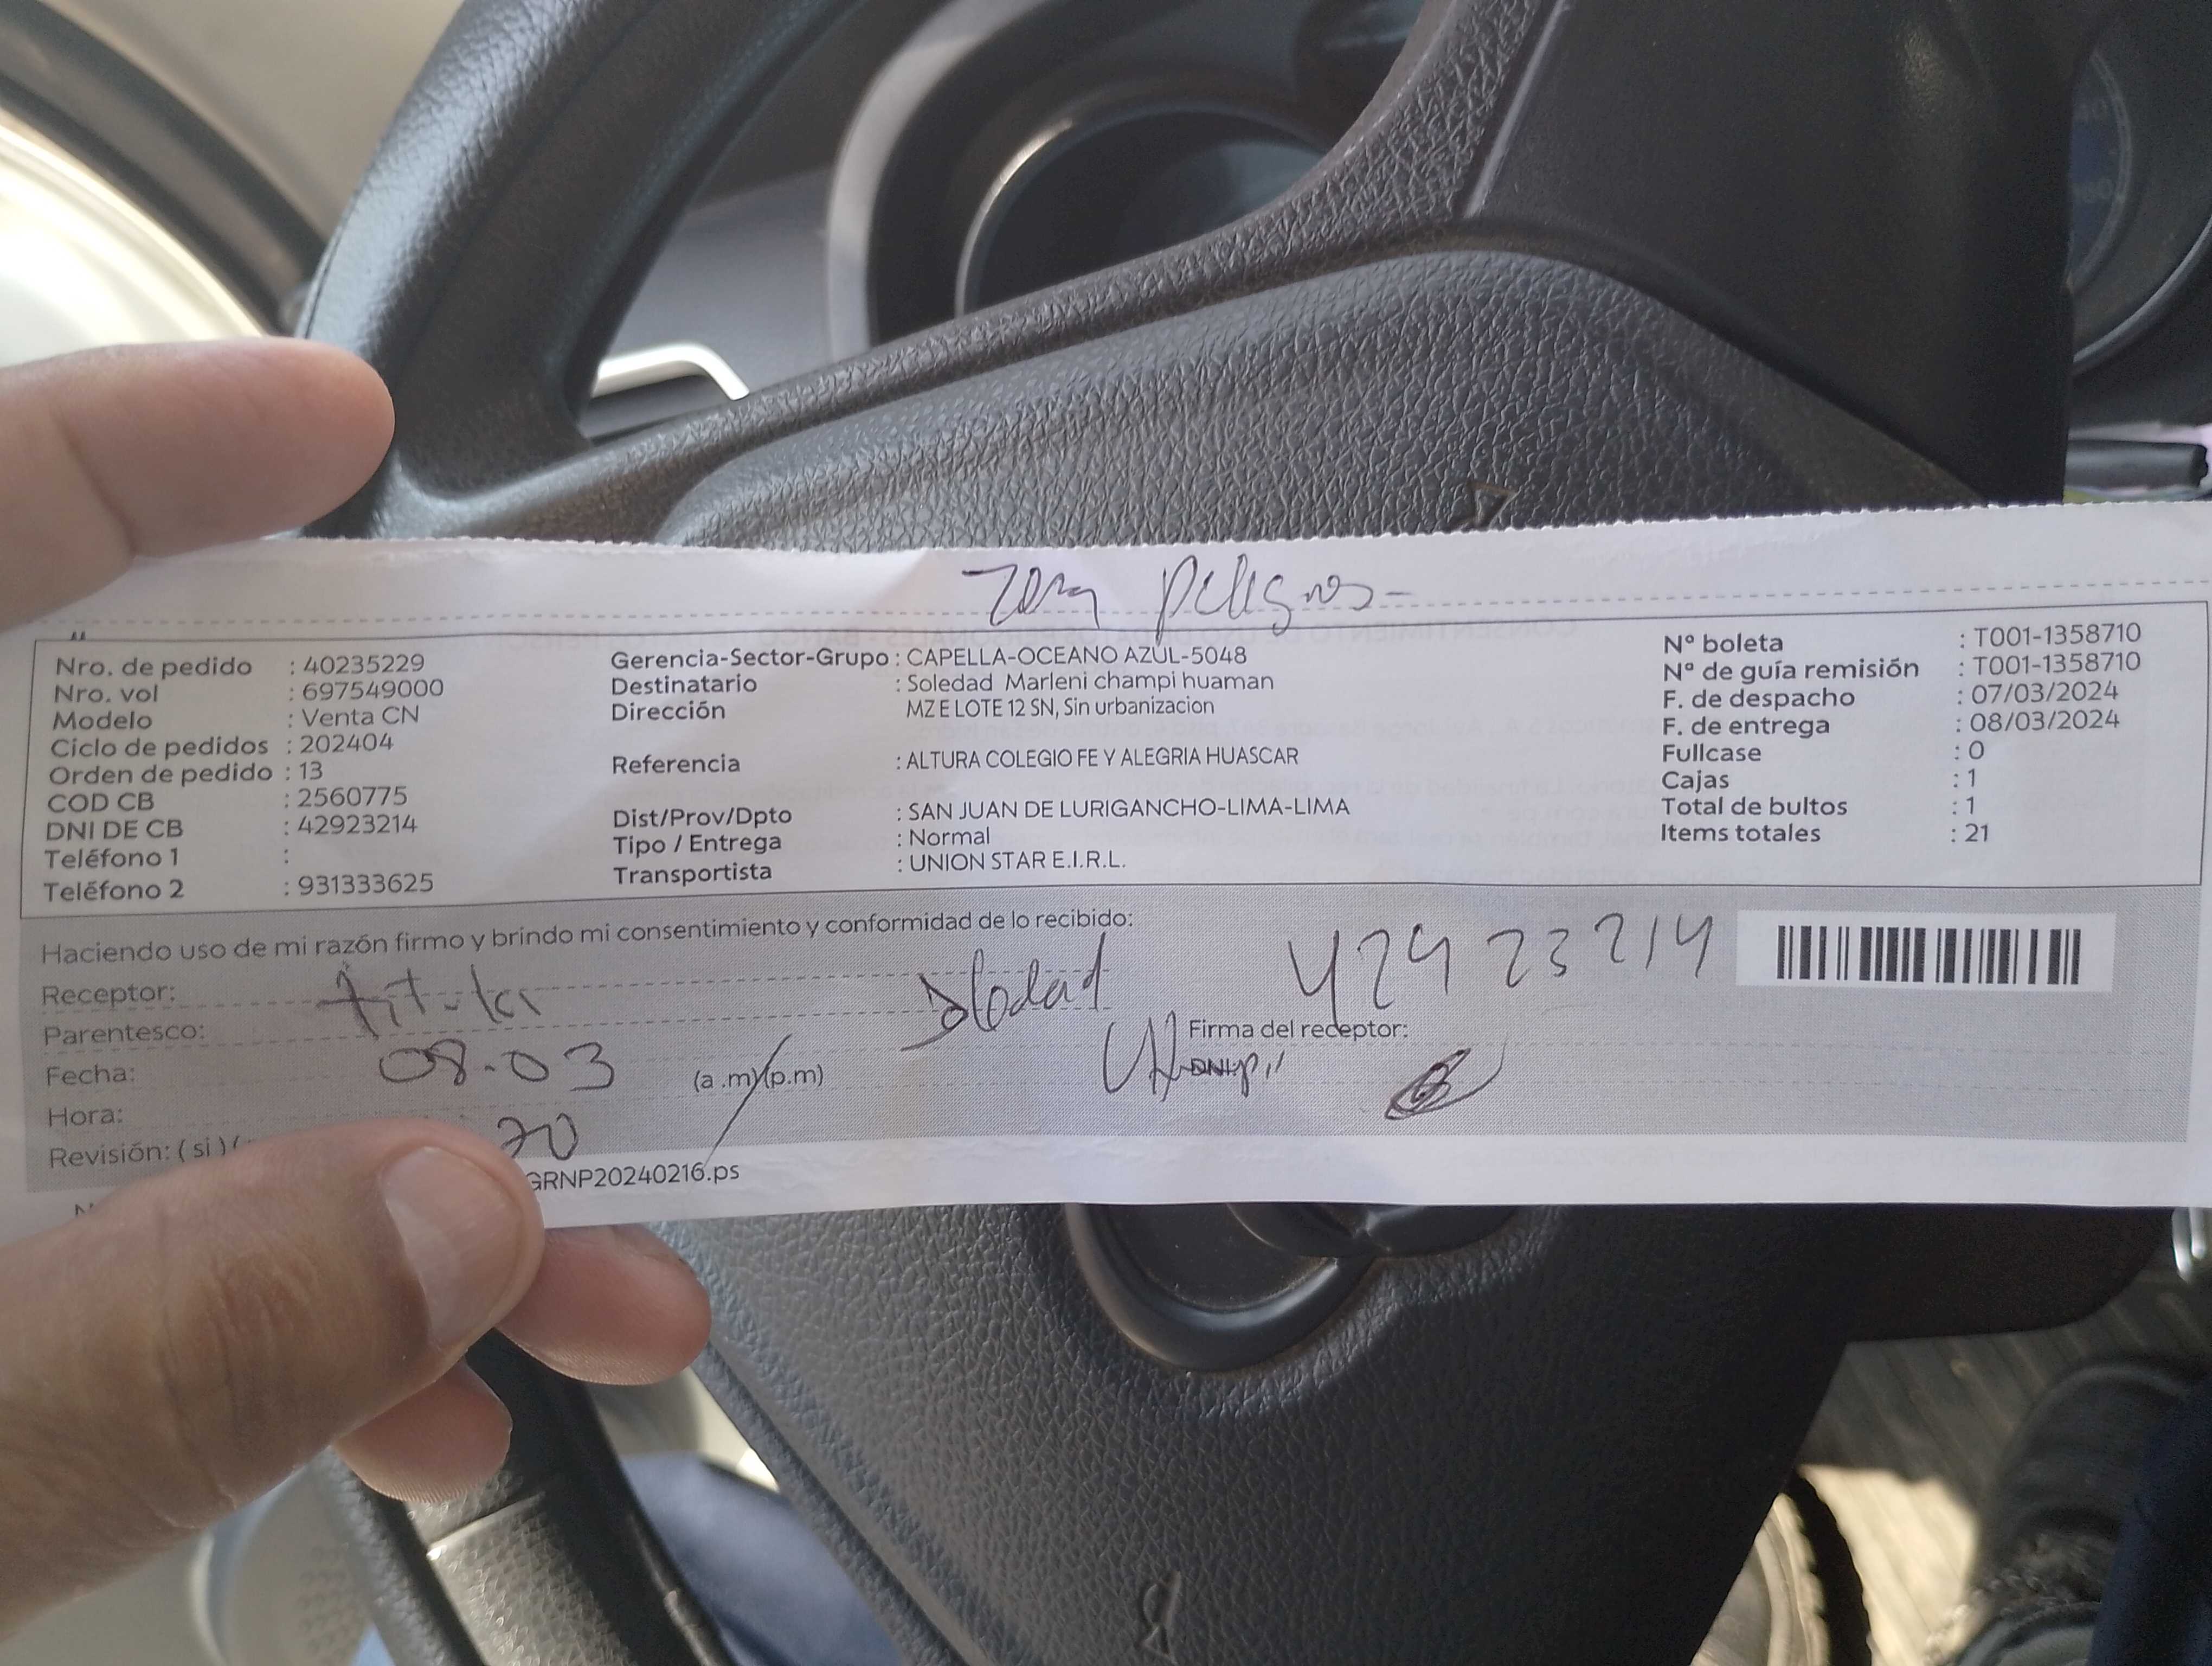 Zona peligrosa
Nro. de pedido : 40235229
Nro. vol : 697549000
Modelo : Venta CN
Ciclo de pedidos : 202404
Orden de pedido : 13
COD CB : 2560775
DNI DE CB : 42923214
Teléfono 1 :
Teléfono 2 : 931333625
Gerencia-Sector-Grupo : CAPELLA-OCEANO AZUL-5048
Destinatario : Soledad Marleni champi huaman
Dirección MZ E LOTE 12 SN, Sin urbanizacion
Referencia : ALTURA COLEGIO FE Y ALEGRIA HUASCAR
Dist/Prov/Dpto : SAN JUAN DE LURIGANCHO-LIMA-LIMA
Tipo / Entrega : Normal
Transportista : UNION STAR E.I.R.L.
Nº boleta : T001-1358710
Nº de guía remisión : T001-1358710
F. de despacho : 07/03/2024
F. de entrega : 08/03/2024
Fullcase : 0
Cajas : 1
Total de bultos : 1
Items totales : 21
Haciendo uso de mi razón firmo y brindo mi consentimiento y conformidad de lo recibido:
Receptor: titular Soledad 42923214
Parentesco: Firma del receptor:
Fecha: 08-03 (a .m)(p.m) DNI:
Hora: 20
Revisión: ( si ) (
GRNP20240216.ps